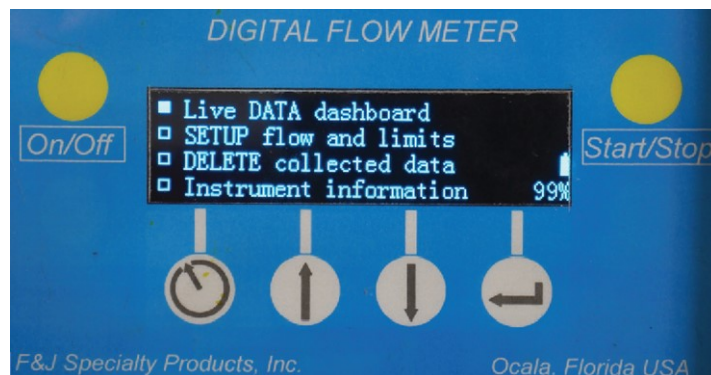 DIGITAL FLOW METER
On/Off
Live DATA dashboard
SETUP flow and limits
DELETE collected data
Instrument information 99%
Start/Stop
F&J Specialty Products, Inc.
Ocala, Florida USA